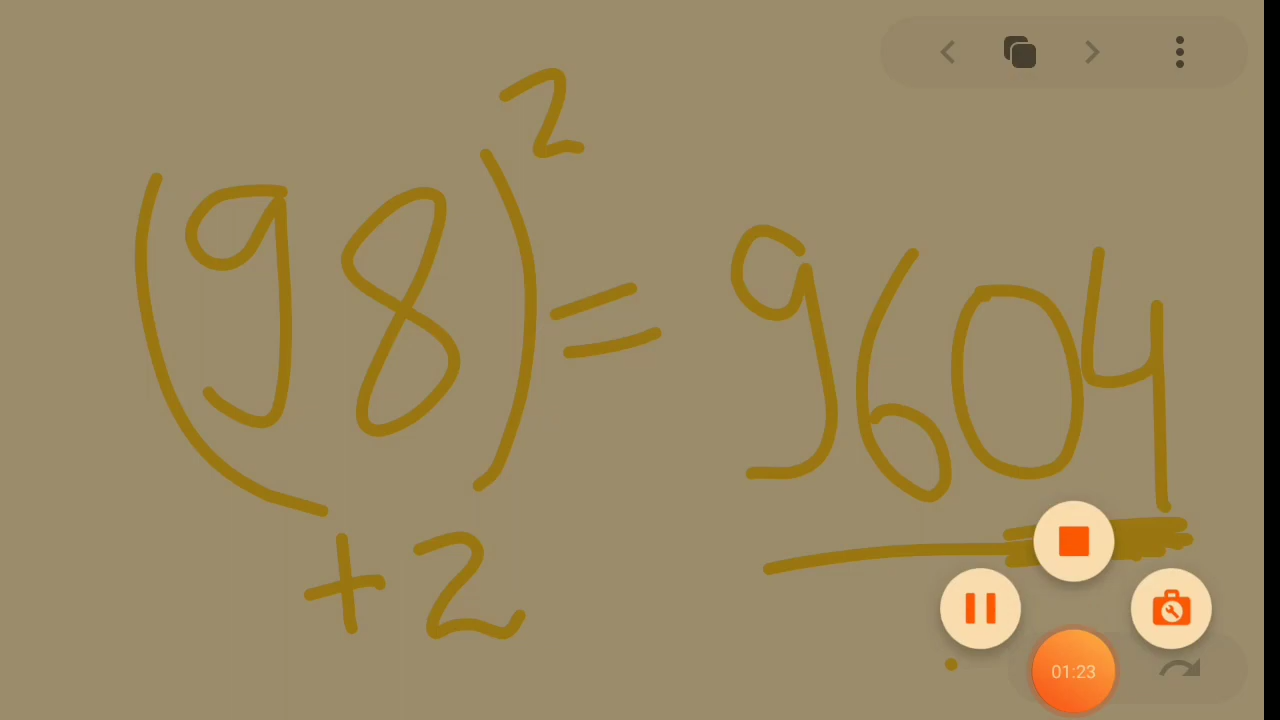 (98)² = 9604
+2
01:23